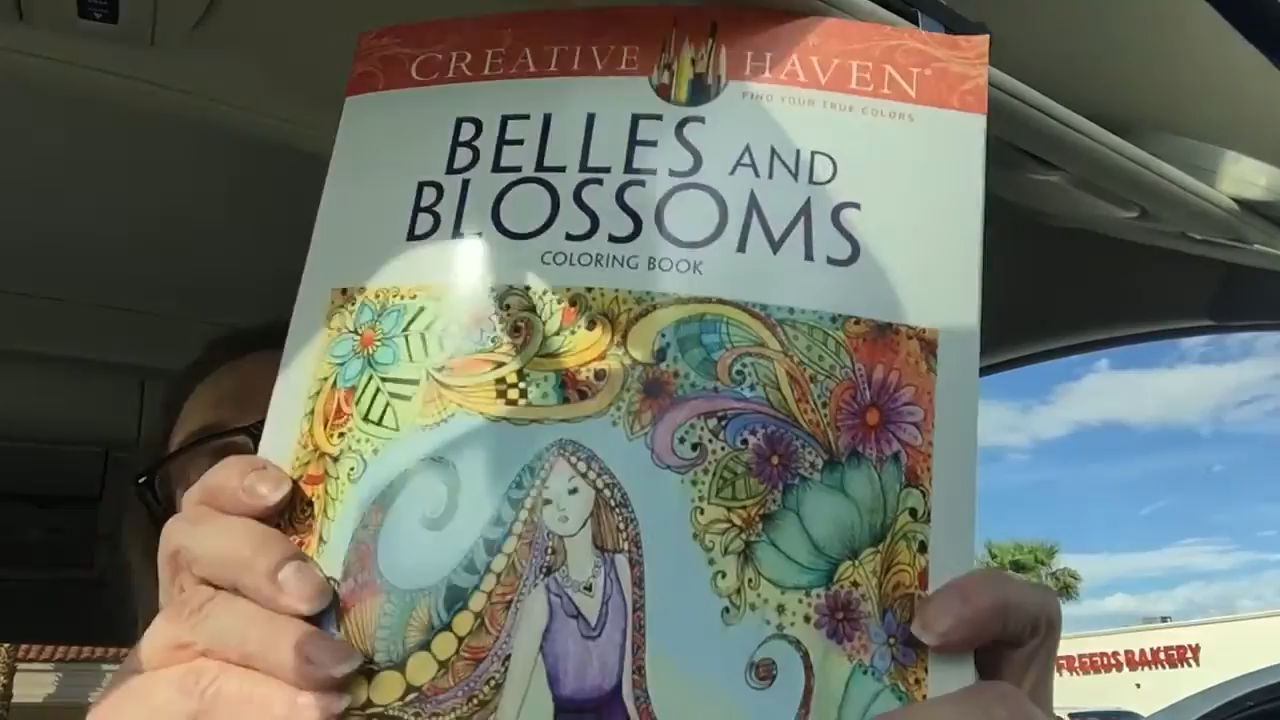 CREATIVE HAVEN
FIND YOUR TRUE COLORS
BELLES AND
BLOSSOMS
COLORING BOOK
FREEDS BAKERY